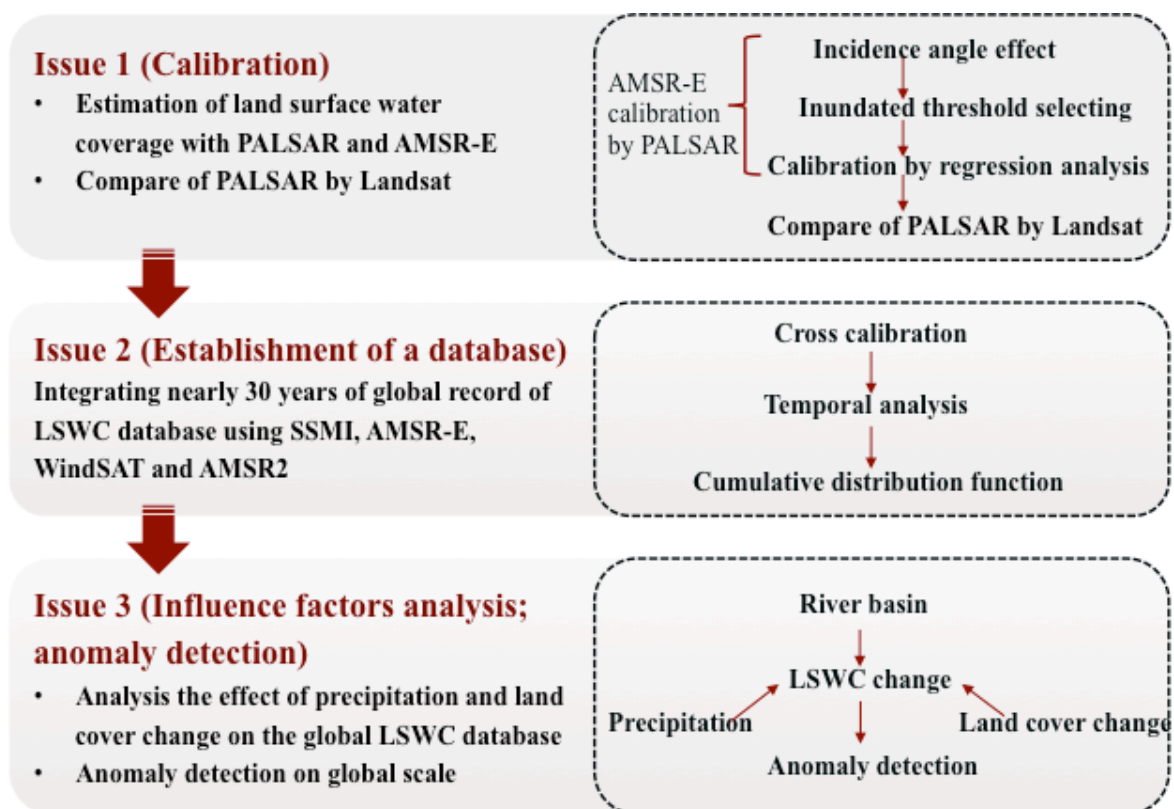 Issue 1 (Calibration)
• Estimation of land surface water
coverage with PALSAR and AMSR-E
• Compare of PALSAR by Landsat
AMSR-E
calibration
by PALSAR
Incidence angle effect
Inundated threshold selecting
Calibration by regression analysis
Compare of PALSAR by Landsat
Issue 2 (Establishment of a database)
Integrating nearly 30 years of global record of
LSWC database using SSMI, AMSR-E,
WindSAT and AMSR2
Cross calibration
Temporal analysis
Cumulative distribution function
Issue 3 (Influence factors analysis;
anomaly detection)
• Analysis the effect of precipitation and land
cover change on the global LSWC database
• Anomaly detection on global scale
River basin
LSWC change
Precipitation
Land cover change
Anomaly detection